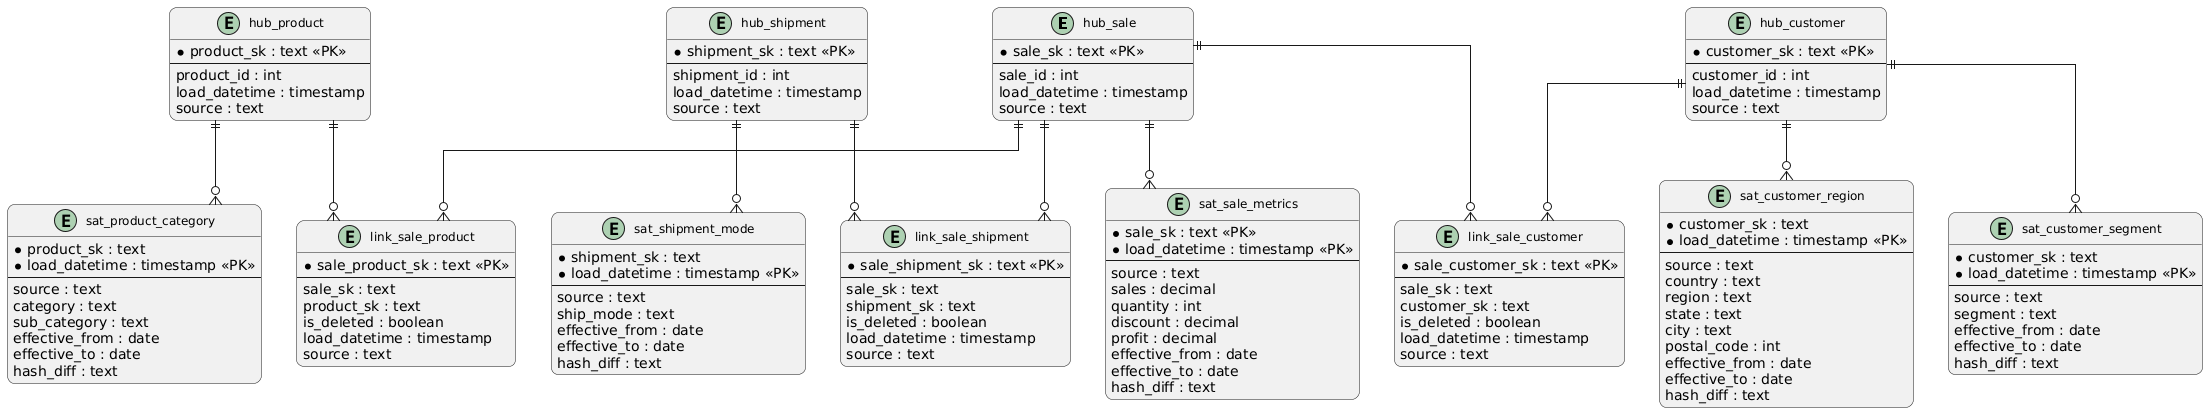 E hub_product
* product_sk : text «PK»
product_id : int
load_datetime : timestamp
source : text
E hub_shipment
* shipment_sk : text «PK»
shipment_id : int
load_datetime : timestamp
source : text
E hub_sale
* sale_sk : text «PK»
sale_id : int
load_datetime : timestamp
source : text
E hub_customer
* customer_sk : text «PK»
customer_id : int
load_datetime : timestamp
source : text
E sat_product_category
* product_sk : text
* load_datetime : timestamp «PK»
source : text
category : text
sub_category : text
effective_from : date
effective_to : date
hash_diff : text
E link_sale_product
* sale_product_sk : text «PK»
sale_sk : text
product_sk : text
is_deleted : boolean
load_datetime : timestamp
source : text
E sat_shipment_mode
* shipment_sk : text
* load_datetime : timestamp «PK»
source : text
ship_mode : text
effective_from : date
effective_to : date
hash_diff : text
E link_sale_shipment
* sale_shipment_sk : text «PK»
sale_sk : text
shipment_sk : text
is_deleted : boolean
load_datetime : timestamp
source : text
E sat_sale_metrics
* sale_sk : text «PK»
* load_datetime : timestamp «PK»
source : text
sales : decimal
quantity : int
discount : decimal
profit : decimal
effective_from : date
effective_to : date
hash_diff : text
E link_sale_customer
* sale_customer_sk : text «PK»
sale_sk : text
customer_sk : text
is_deleted : boolean
load_datetime : timestamp
source : text
E sat_customer_region
* customer_sk : text
* load_datetime : timestamp «PK»
source : text
country : text
region : text
state : text
city : text
postal_code : int
effective_from : date
effective_to : date
hash_diff : text
E sat_customer_segment
* customer_sk : text
* load_datetime : timestamp «PK»
source : text
segment : text
effective_from : date
effective_to : date
hash_diff : text